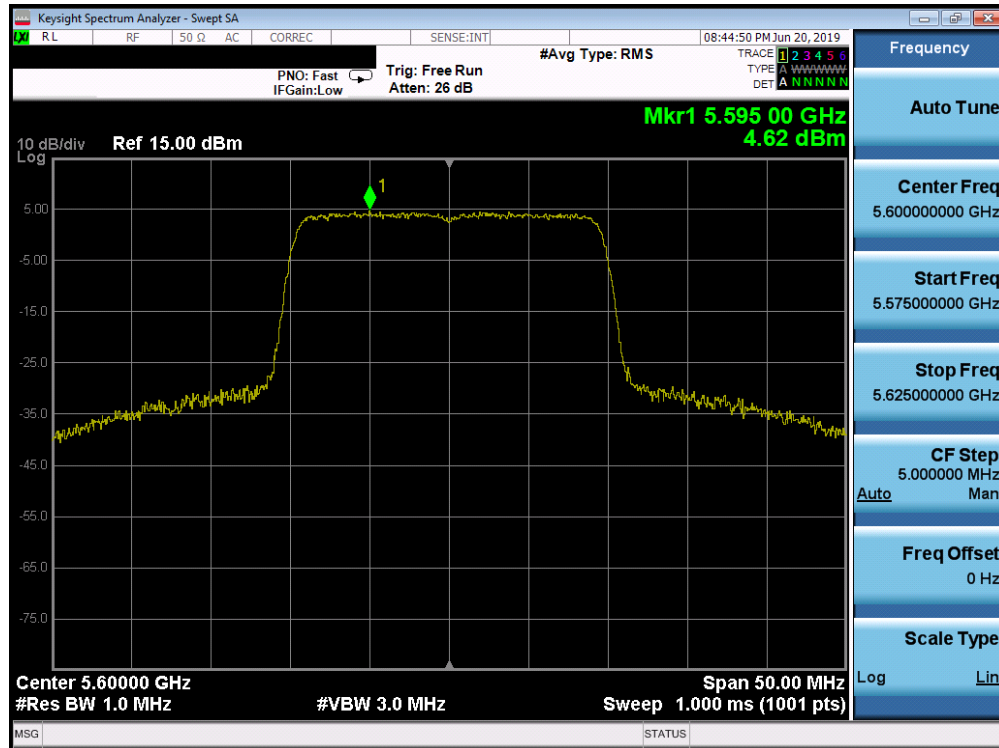 Keysight Spectrum Analyzer - Swept SA
LXI RL RF 50 Ω AC CORREC SENSE:INT 08:44:50 PM Jun 20, 2019
#Avg Type: RMS
TRACE 1 2 3 4 5 6
TYPE A WWWWW
DET A N N N N N
PNO: Fast
IFGain:Low
Trig: Free Run
Atten: 26 dB
Mkr1 5.595 00 GHz
4.62 dBm
10 dB/div
Log
Ref 15.00 dBm
1
5.00
-5.00
-15.0
-25.0
-35.0
-45.0
-55.0
-65.0
-75.0
Center 5.60000 GHz
Span 50.00 MHz
#Res BW 1.0 MHz
#VBW 3.0 MHz
Sweep 1.000 ms (1001 pts)
MSG
STATUS
Frequency
Auto Tune
Center Freq
5.600000000 GHz
Start Freq
5.575000000 GHz
Stop Freq
5.625000000 GHz
CF Step
5.000000 MHz
Auto Man
Freq Offset
0 Hz
Scale Type
Log Lin